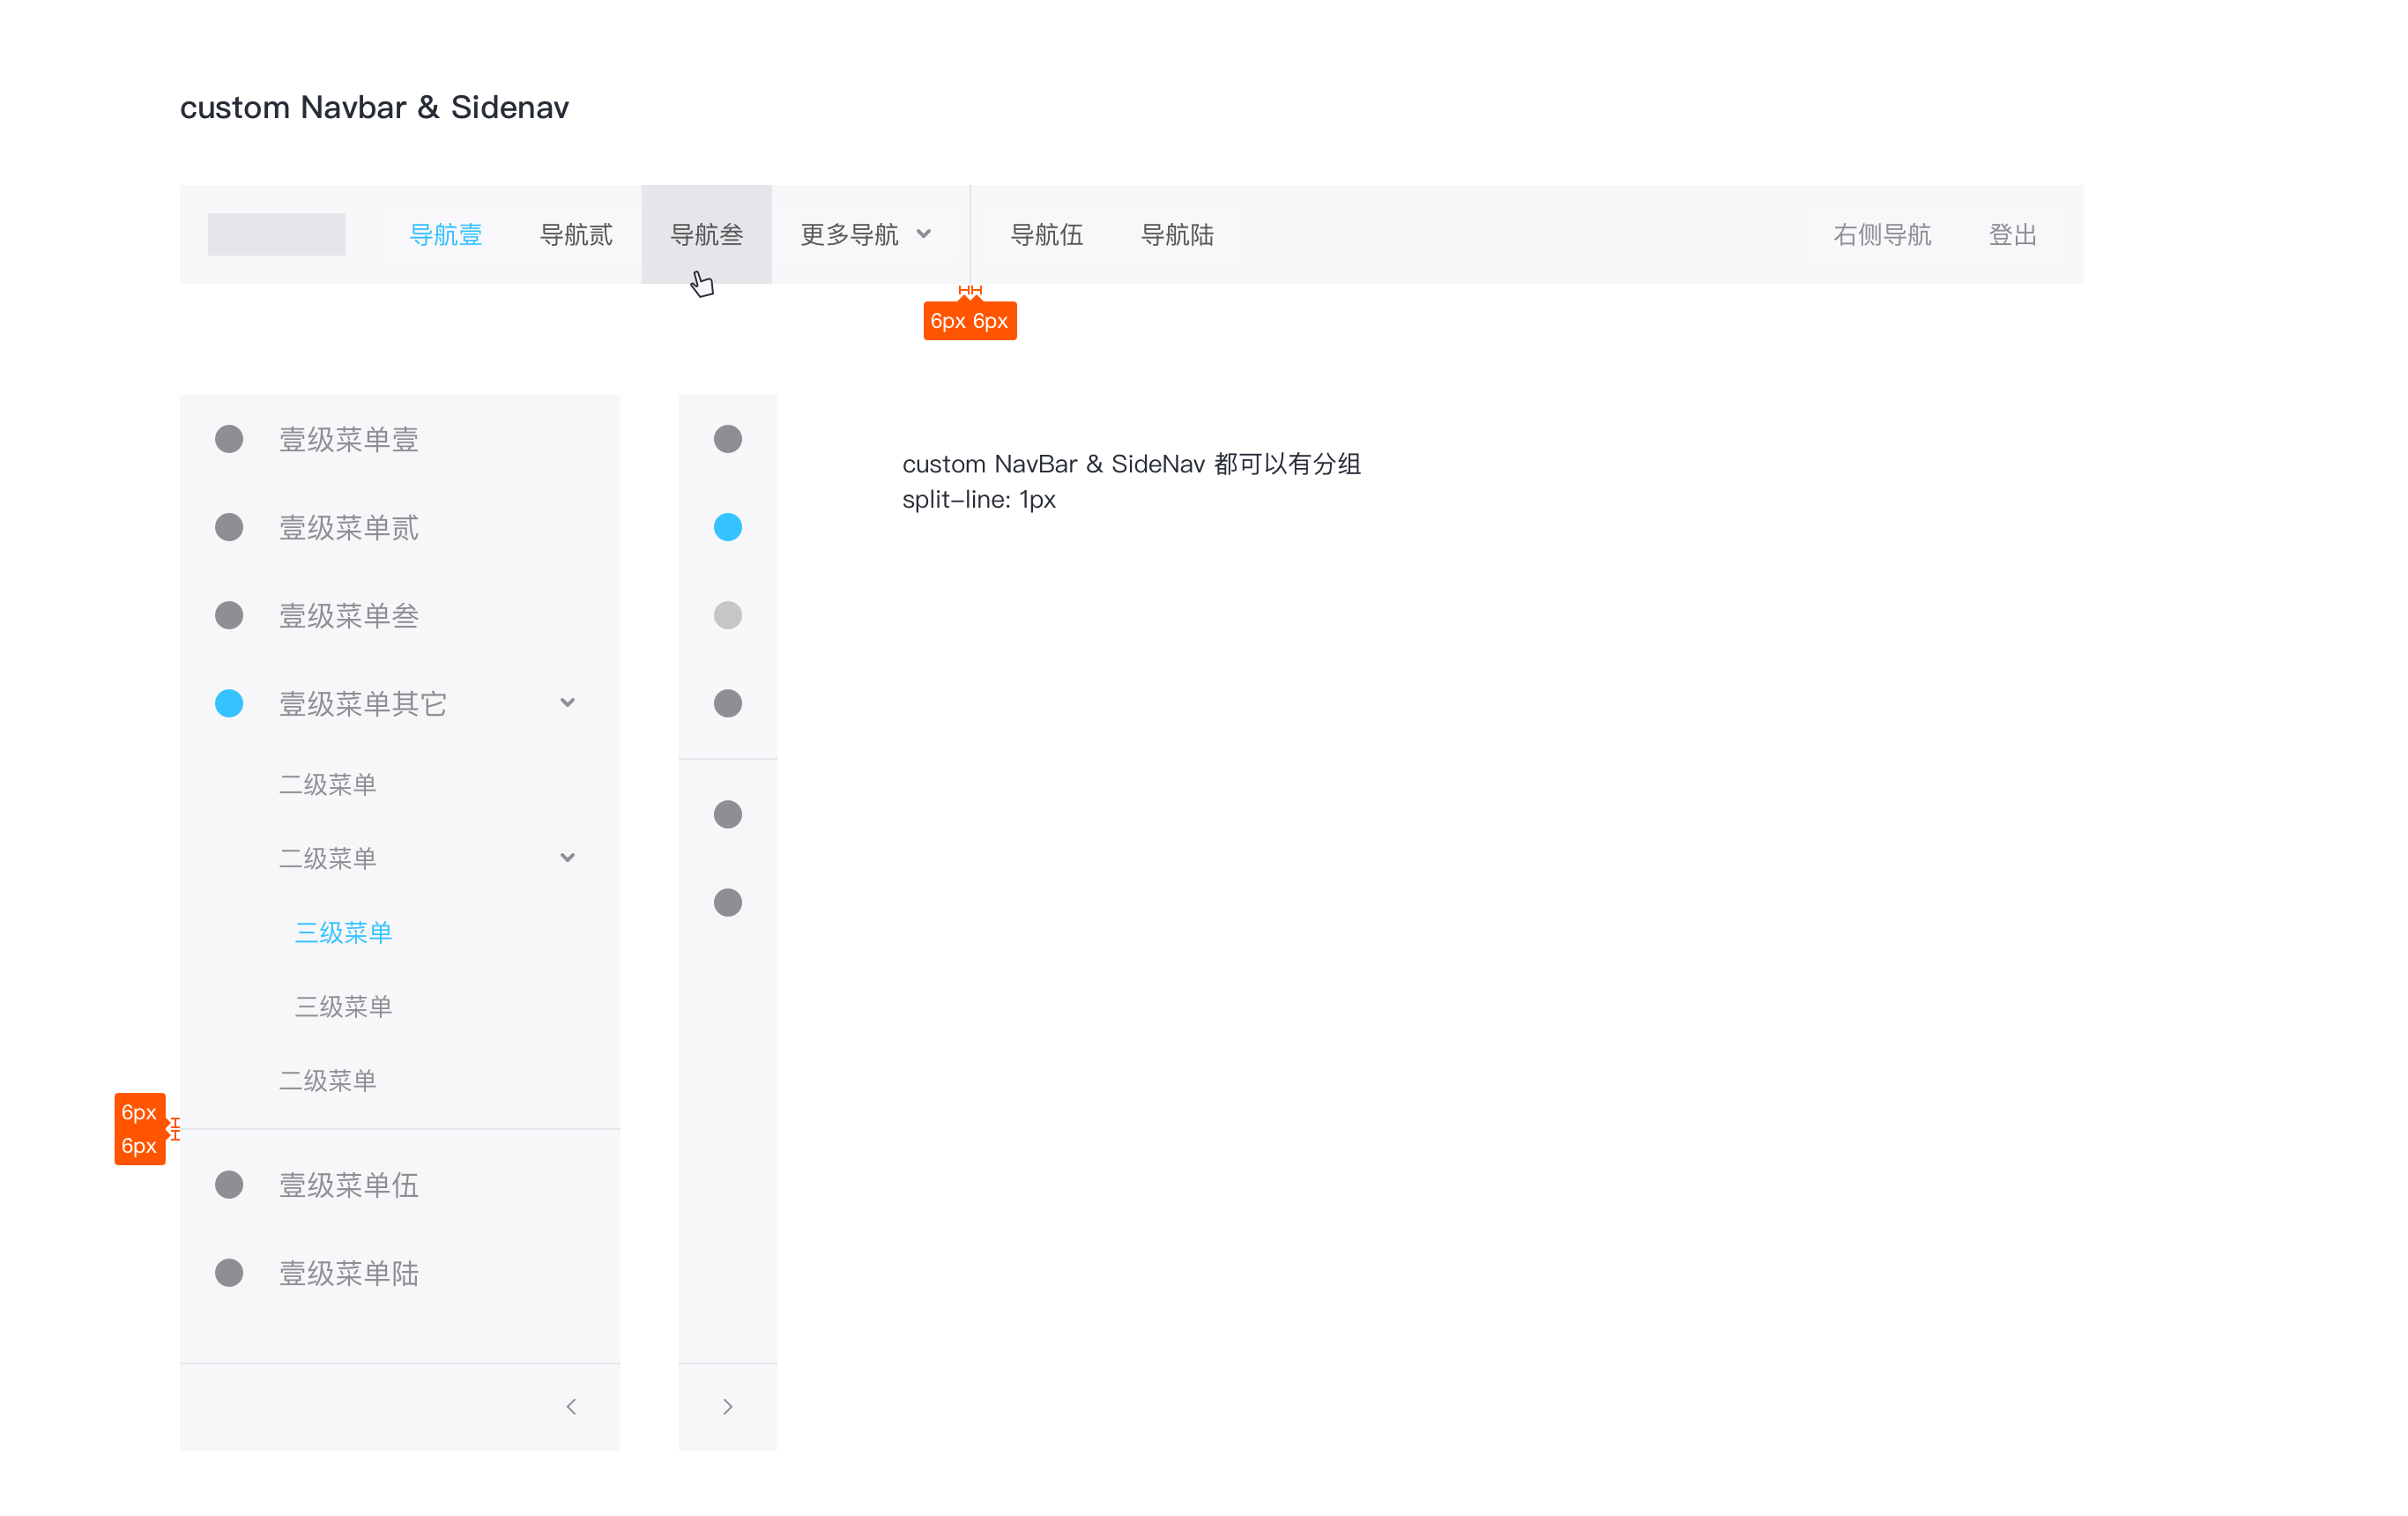 custom Navbar & Sidenav
导航壹 导航贰 导航叁 更多导航 导航伍 导航陆 右侧导航 登出
6px 6px
壹级菜单壹
壹级菜单贰
壹级菜单叁
壹级菜单其它
二级菜单
二级菜单
三级菜单
三级菜单
二级菜单
6px
6px
壹级菜单伍
壹级菜单陆
custom NavBar & SideNav 都可以有分组
split-line: 1px